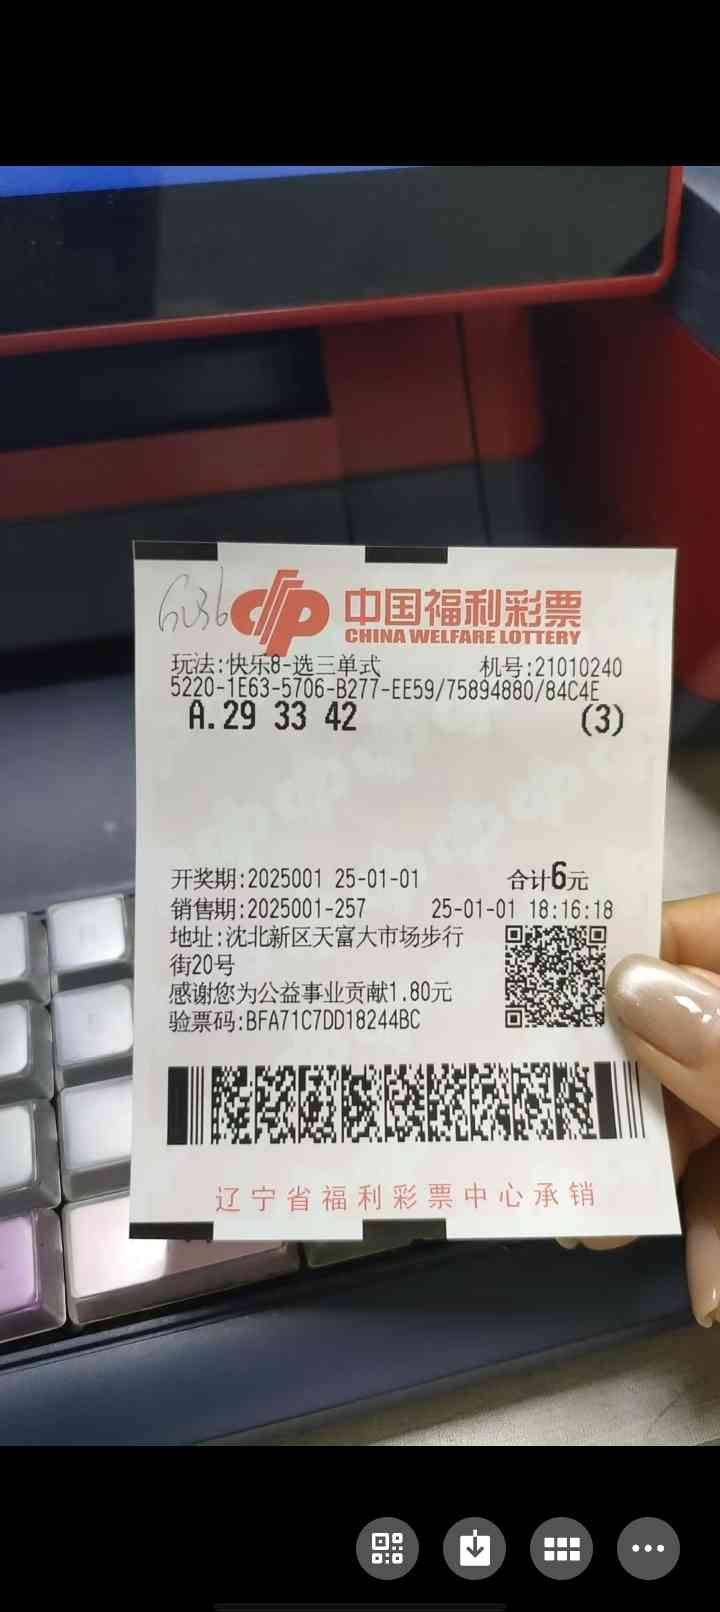 6036
中国福利彩票
CHINA WELFARE LOTTERY
玩法:快乐8-选三单式 机号:21010240
5220-1E63-5706-B277-EE59/75894880/84C4E
A.29 33 42 (3)
开奖期:2025001 25-01-01 合计6元
销售期:2025001-257 25-01-01 18:16:18
地址:沈北新区天富大市场步行
街20号
感谢您为公益事业贡献1.80元
验票码:BFA71C7DD18244BC
辽宁省福利彩票中心承销